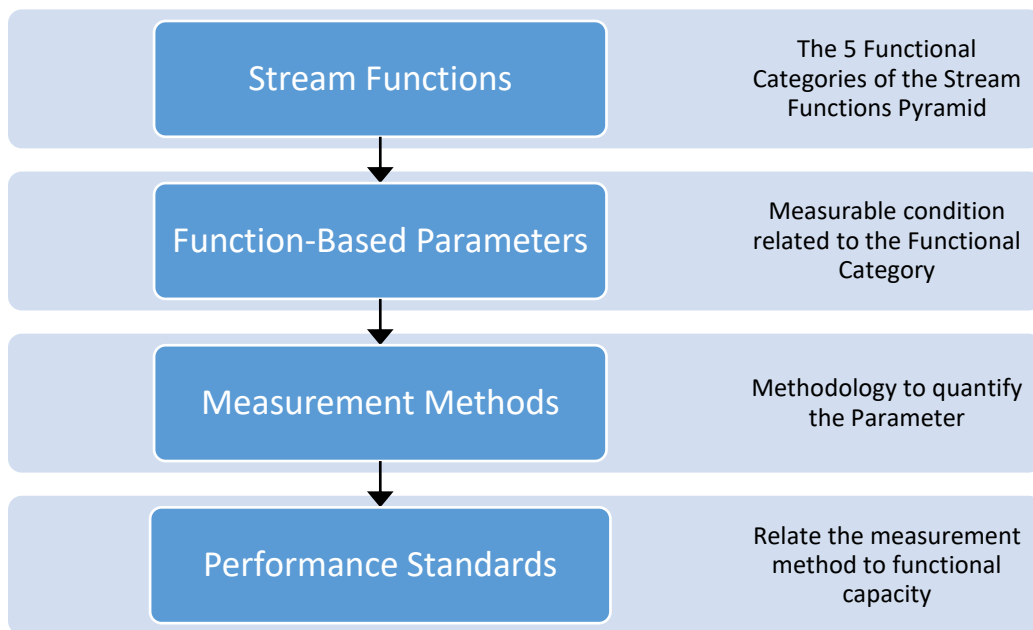 Stream Functions
The 5 Functional
Categories of the Stream
Functions Pyramid
Function-Based Parameters
Measurable condition
related to the Functional
Category
Measurement Methods
Methodology to quantify
the Parameter
Performance Standards
Relate the measurement
method to functional
capacity